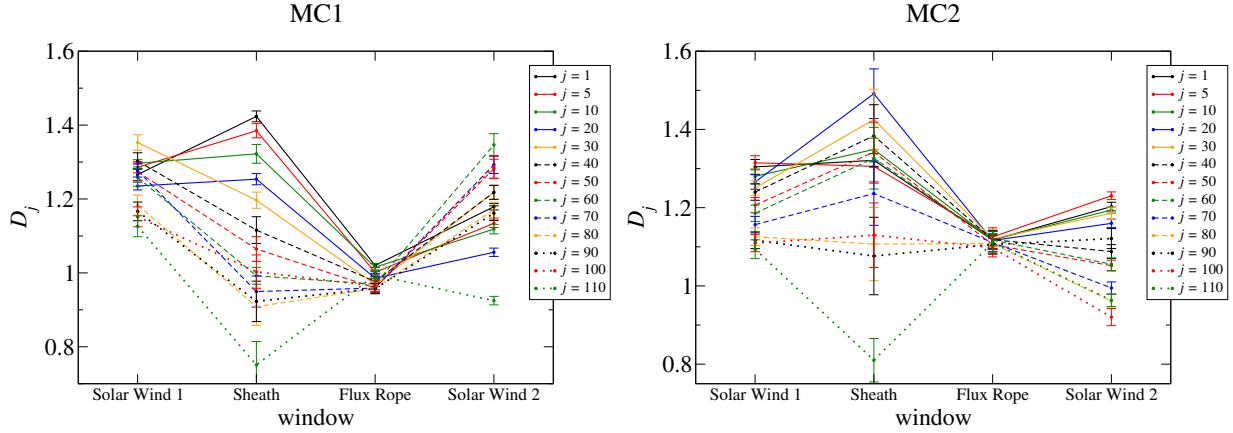 MC1
D_j
1.6
1.4
1.2
1
0.8
Solar Wind 1 Sheath Flux Rope Solar Wind 2
window
j = 1
j = 5
j = 10
j = 20
j = 30
j = 40
j = 50
j = 60
j = 70
j = 80
j = 90
j = 100
j = 110
MC2
D_j
1.6
1.4
1.2
1
0.8
Solar Wind 1 Sheath Flux Rope Solar Wind 2
window
j = 1
j = 5
j = 10
j = 20
j = 30
j = 40
j = 50
j = 60
j = 70
j = 80
j = 90
j = 100
j = 110